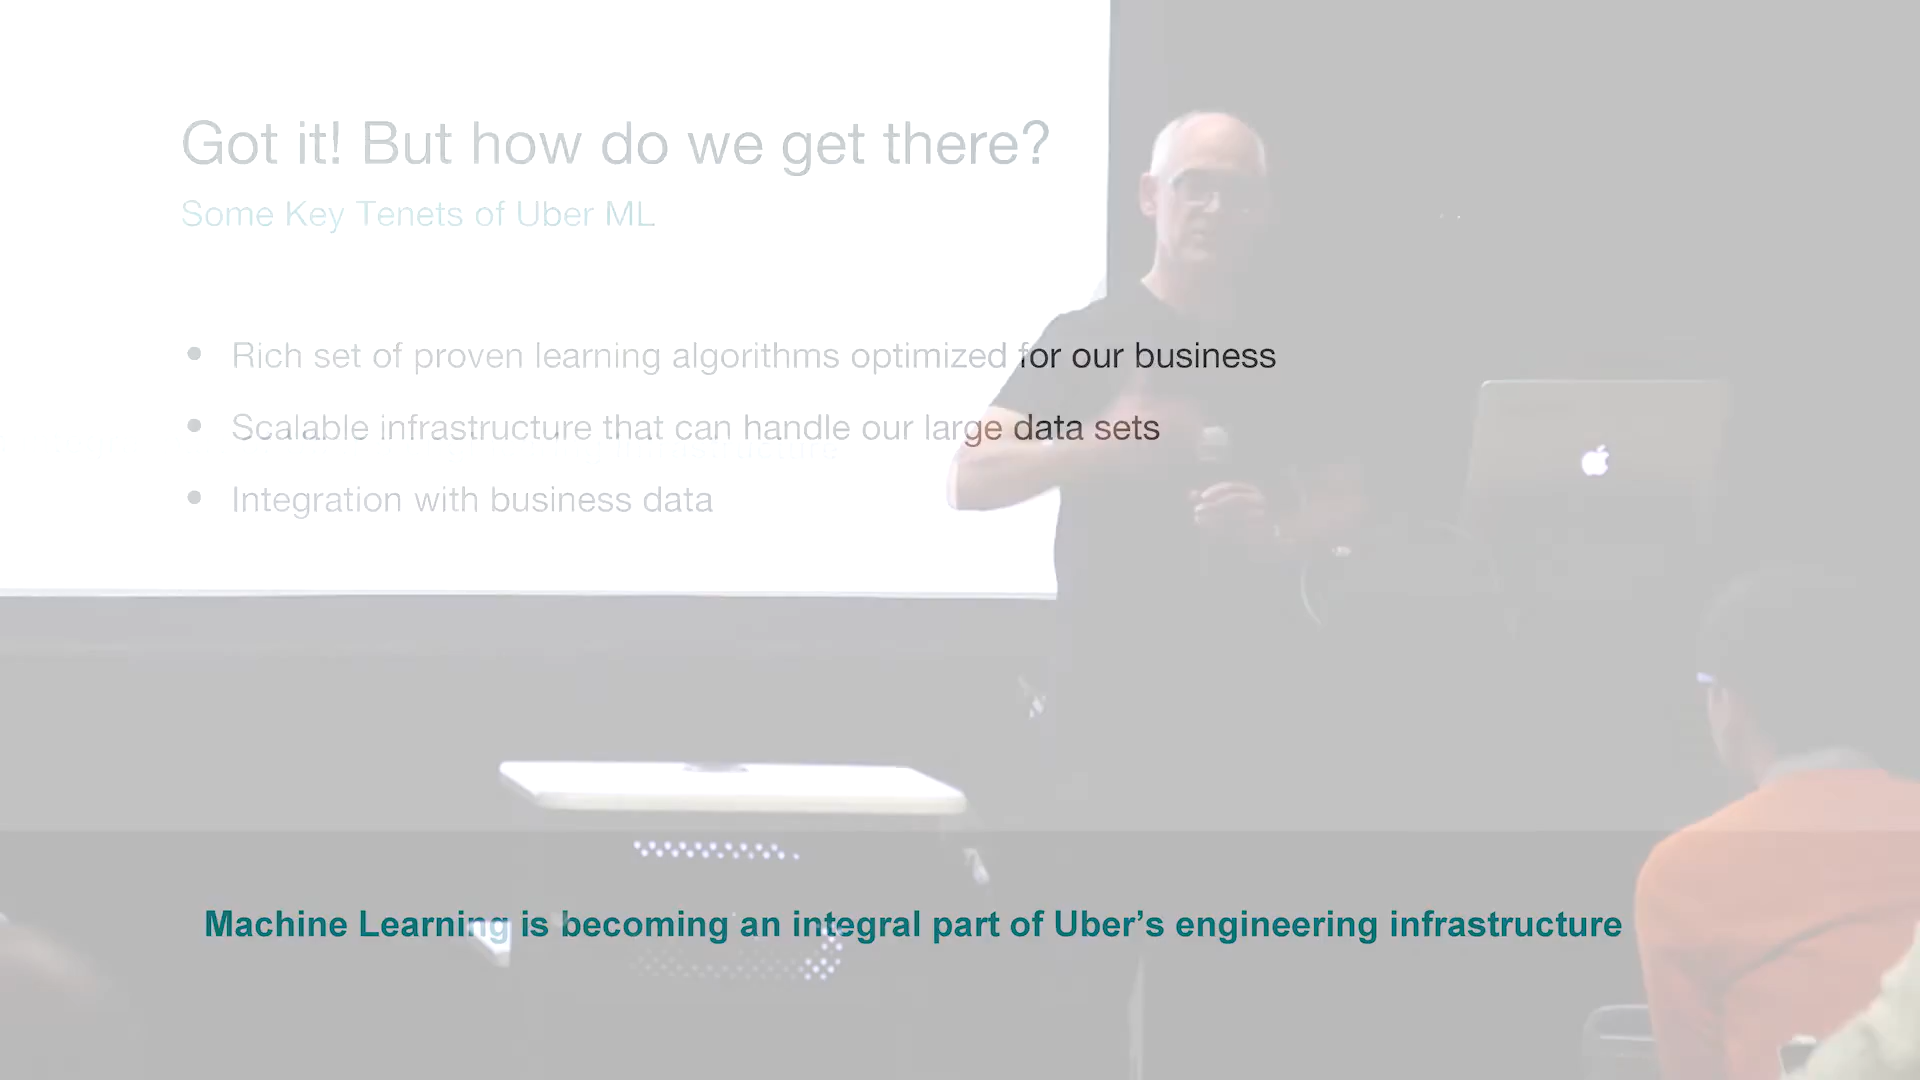 Got it! But how do we get there?
Some Key Tenets of Uber ML
• Rich set of proven learning algorithms optimized for our business
• Scalable infrastructure that can handle our large data sets
• Integration with business data
Machine Learning is becoming an integral part of Uber’s engineering infrastructure